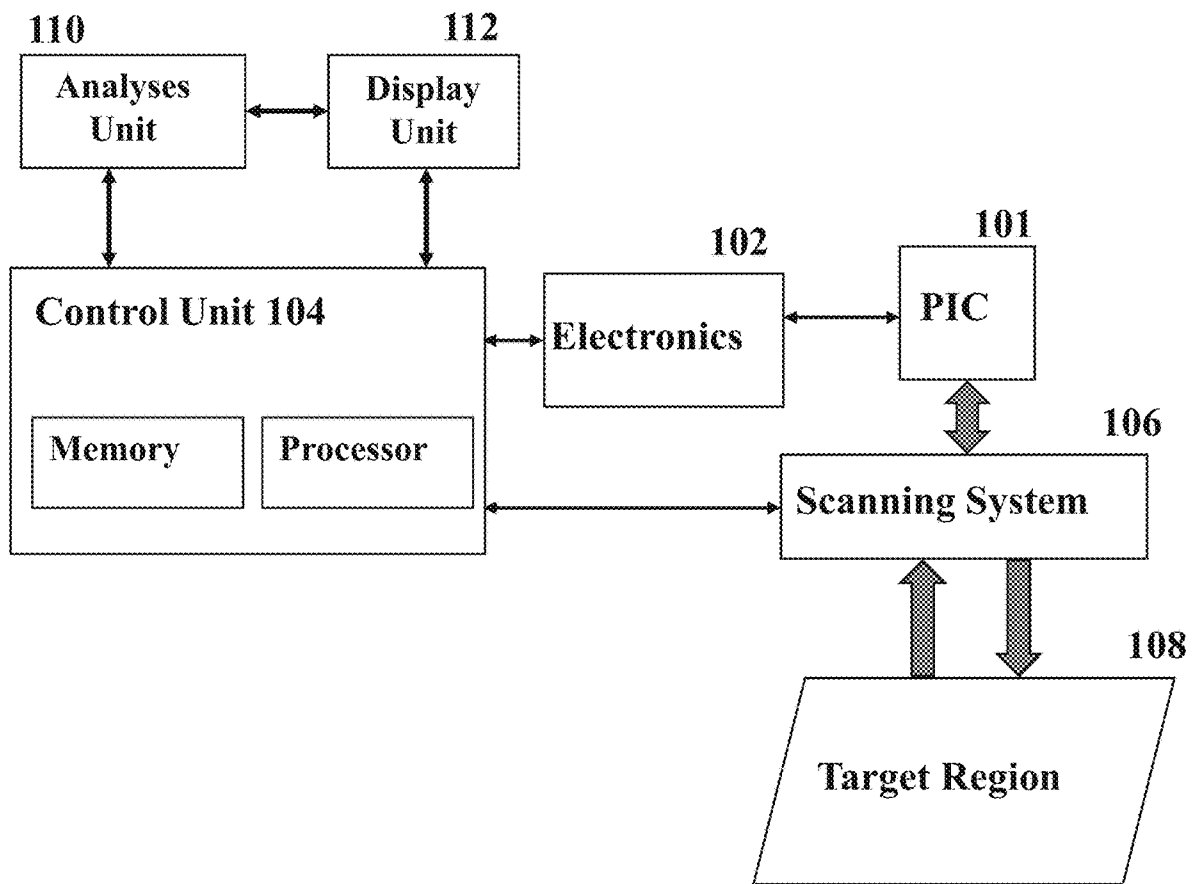 110
112
Analyses
Unit
Display
Unit
102
101
Control Unit 104
Electronics
PIC
Memory
Processor
106
Scanning System
108
Target Region